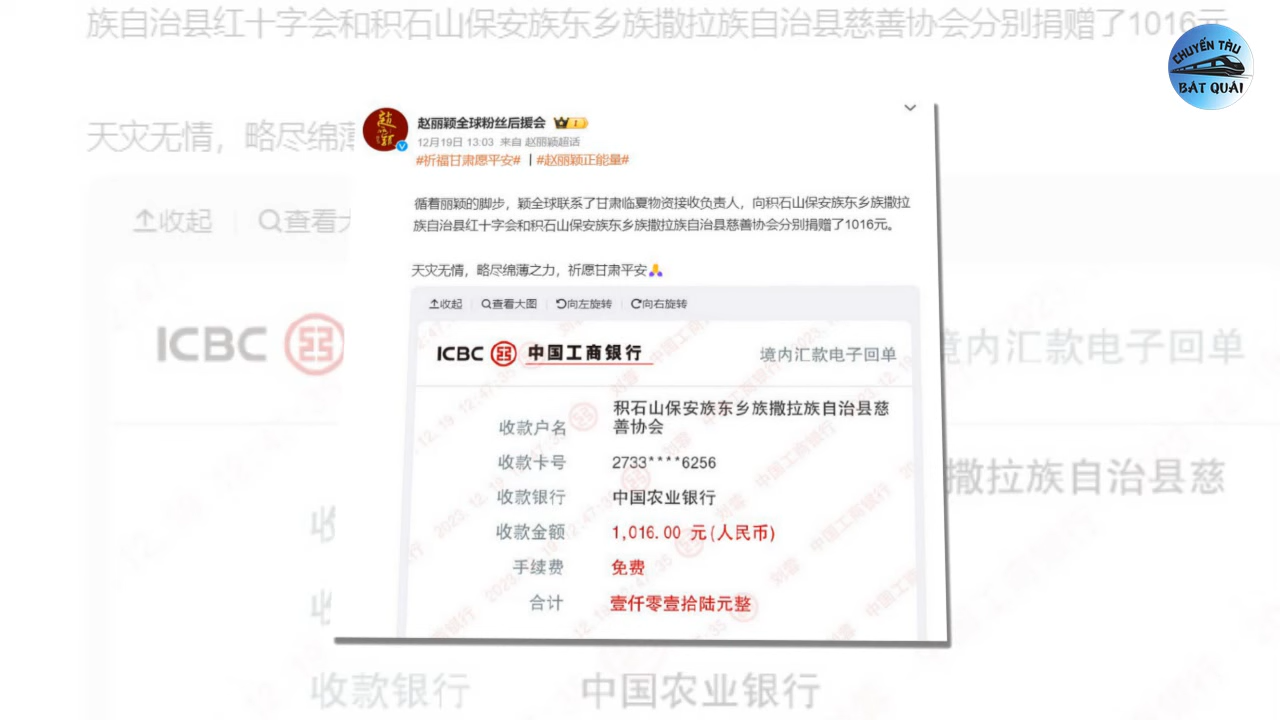 族自治县红十字会和积石山保安族东乡族撒拉族自治县慈善协会分别捐赠了1016元
CHUYẾN TÀU
BÁT QUÁI
赵丽颖全球粉丝后援会
12月19日 13:03 来自 赵丽颖超话
#祈福甘肃愿平安# | #赵丽颖正能量#
循着丽颖的脚步，颖全球联系了甘肃临夏物资接收负责人，向积石山保安族东乡族撒拉
族自治县红十字会和积石山保安族东乡族撒拉族自治县慈善协会分别捐赠了1016元。
天灾无情，略尽绵薄之力，祈愿甘肃平安🙏
收起 查看大图 向左旋转 向右旋转
ICBC 中国工商银行 境内汇款电子回单
收款户名 积石山保安族东乡族撒拉族自治县慈
善协会
收款卡号 2733****6256
收款银行 中国农业银行
收款金额 1,016.00 元(人民币)
手续费 免费
合计 壹仟零壹拾陆元整
天灾无情，略尽绵
收起 查看
ICBC
境内汇款电子回单
撒拉族自治县慈
收款银行 中国农业银行